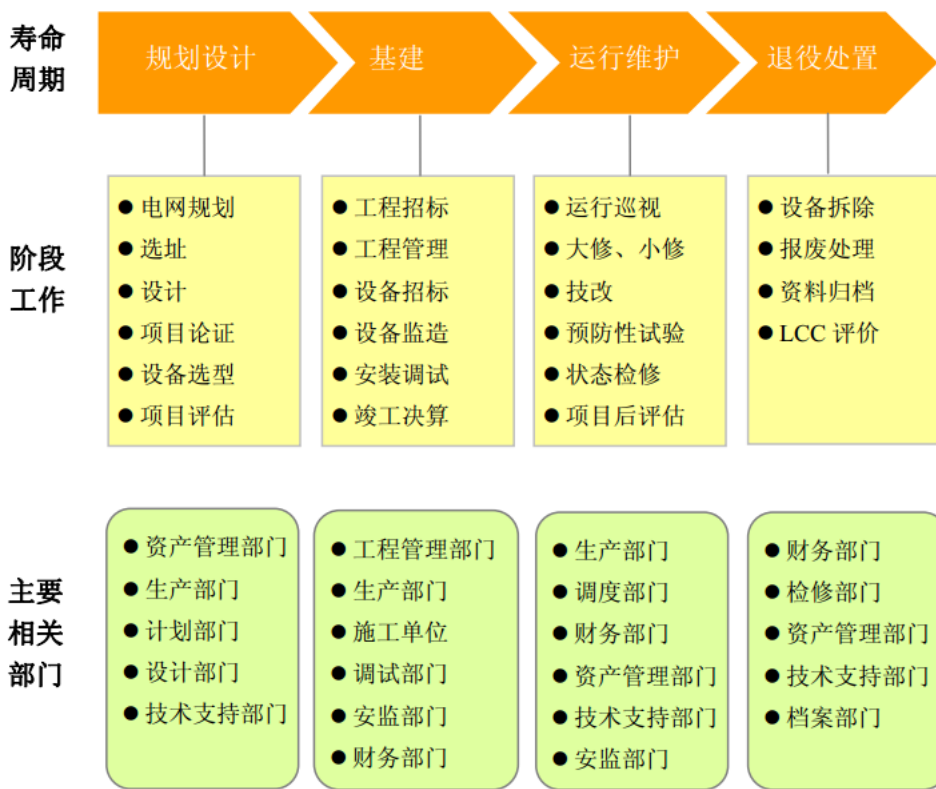 寿命
周期
规划设计
基建
运行维护
退役处置
阶段
工作
● 电网规划
● 选址
● 设计
● 项目论证
● 设备选型
● 项目评估
● 工程招标
● 工程管理
● 设备招标
● 设备监造
● 安装调试
● 竣工决算
● 运行巡视
● 大修、小修
● 技改
● 预防性试验
● 状态检修
● 项目后评估
● 设备拆除
● 报废处理
● 资料归档
● LCC 评价
主要
相关
部门
● 资产管理部门
● 生产部门
● 计划部门
● 设计部门
● 技术支持部门
● 工程管理部门
● 生产部门
● 施工单位
● 调试部门
● 安监部门
● 财务部门
● 生产部门
● 调度部门
● 财务部门
● 资产管理部门
● 技术支持部门
● 安监部门
● 财务部门
● 检修部门
● 资产管理部门
● 技术支持部门
● 档案部门